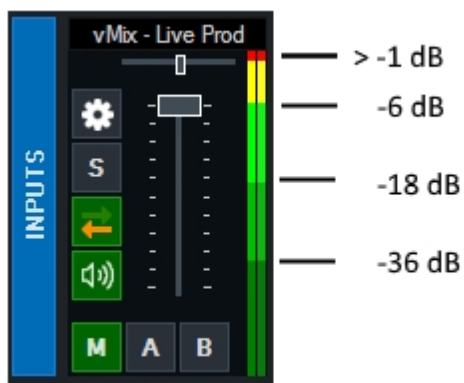 vMix - Live Prod
> -1 dB
-6 dB
S
-18 dB
INPUTS
-36 dB
M A B